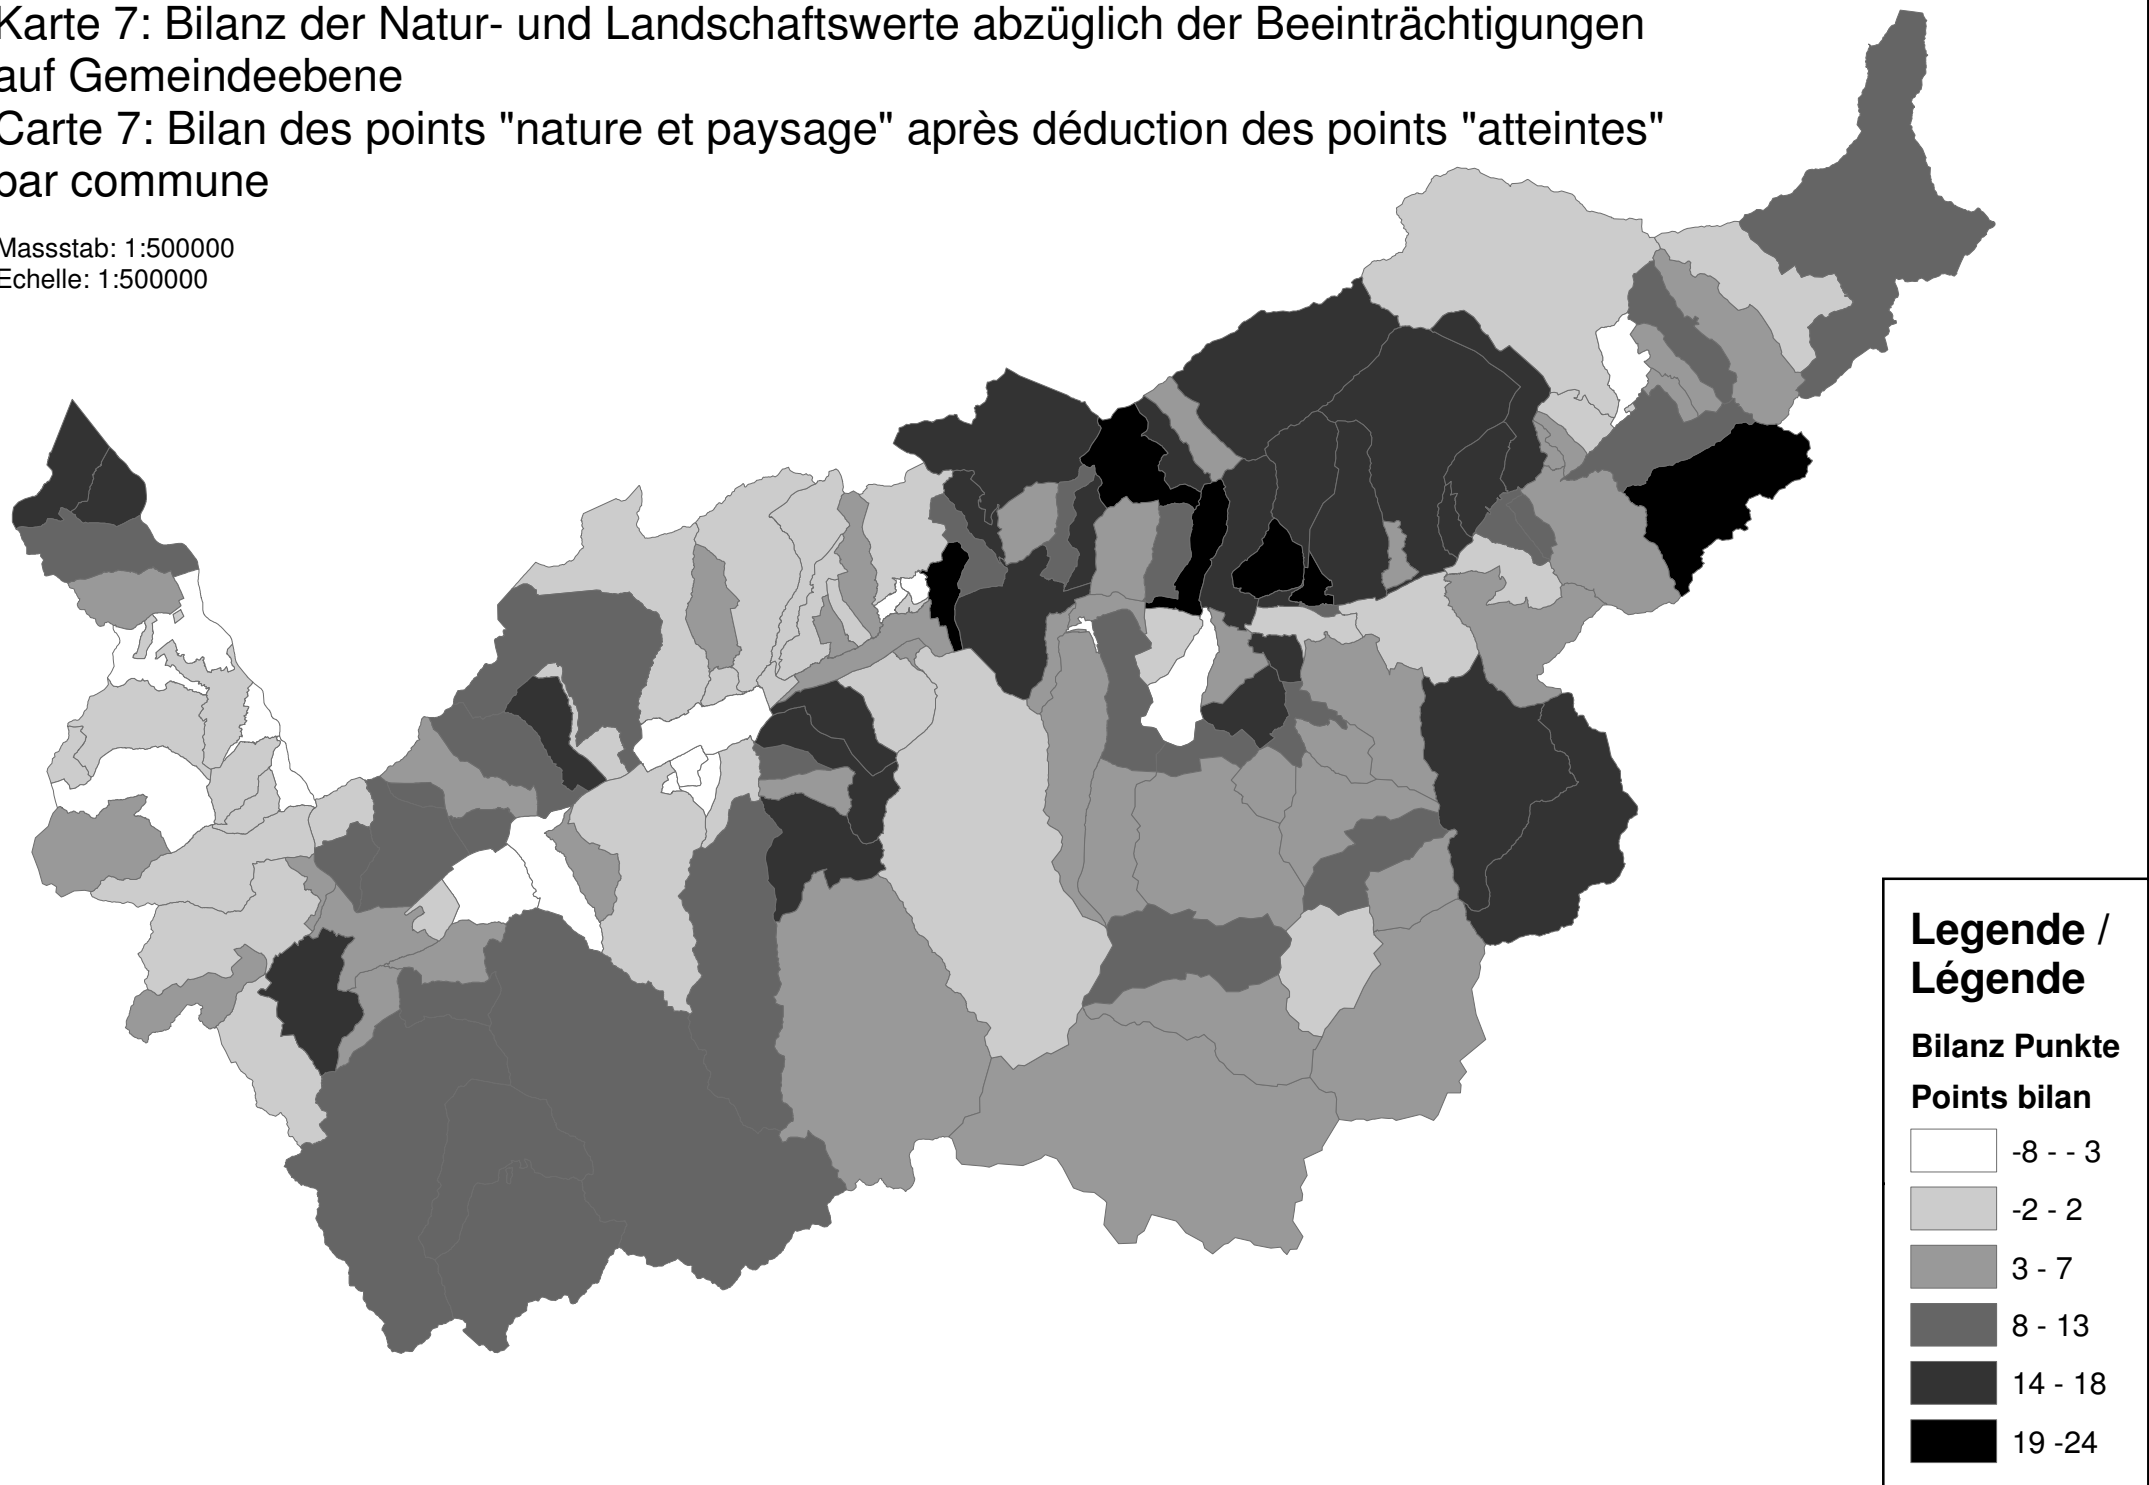 Karte 7: Bilanz der Natur- und Landschaftswerte abzüglich der Beeinträchtigungen
auf Gemeindeebene
Carte 7: Bilan des points "nature et paysage" après déduction des points "atteintes"
par commune
Massstab: 1:500000
Echelle: 1:500000
Legende /
Légende
Bilanz Punkte
Points bilan
-8 - - 3
-2 - 2
3 - 7
8 - 13
14 - 18
19 -24